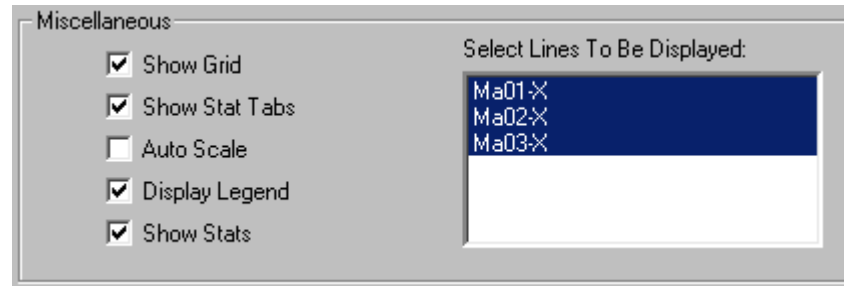 Miscellaneous
Show Grid
Show Stat Tabs
Auto Scale
Display Legend
Show Stats
Select Lines To Be Displayed:
Ma01-X
Ma02-X
Ma03-X